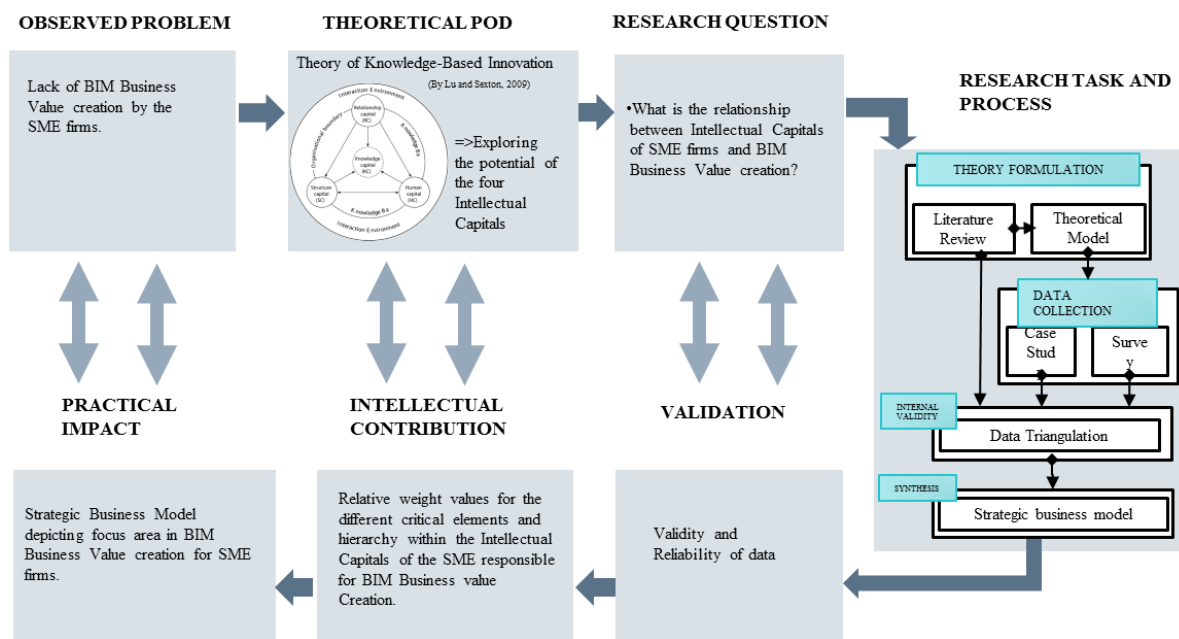 OBSERVED PROBLEM
Lack of BIM Business
Value creation by the
SME firms.
THEORETICAL POD
Theory of Knowledge-Based Innovation
(By Lu and Sexton, 2009)
Interaction Environment
Organisational boundary
Knowledge Ba
Relationship
capital
(RC)
Knowledge
capital
(KC)
Structure
capital
(SC)
Human
capital
(HC)
Knowledge Ba
Interaction Environment
=>Exploring
the potential of
the four
Intellectual
Capitals
RESEARCH QUESTION
•What is the relationship
between Intellectual Capitals
of SME firms and BIM
Business Value creation?
RESEARCH TASK AND
PROCESS
THEORY FORMULATION
Literature
Review
Theoretical
Model
DATA
COLLECTION
Case
Stud
Surve
y
INTERNAL
VALIDITY
Data Triangulation
SYNTHESIS
Strategic business model
PRACTICAL
IMPACT
Strategic Business Model
depicting focus area in BIM
Business Value creation for SME
firms.
INTELLECTUAL
CONTRIBUTION
Relative weight values for the
different critical elements and
hierarchy within the Intellectual
Capitals of the SME responsible
for BIM Business value
Creation.
VALIDATION
Validity and
Reliability of data